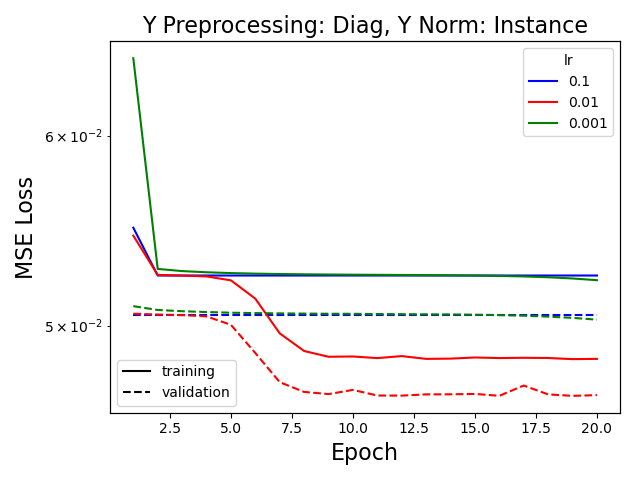 Y Preprocessing: Diag, Y Norm: Instance
lr
0.1
0.01
0.001
6 × 10⁻²
5 × 10⁻²
MSE Loss
training
validation
2.5 5.0 7.5 10.0 12.5 15.0 17.5 20.0
Epoch